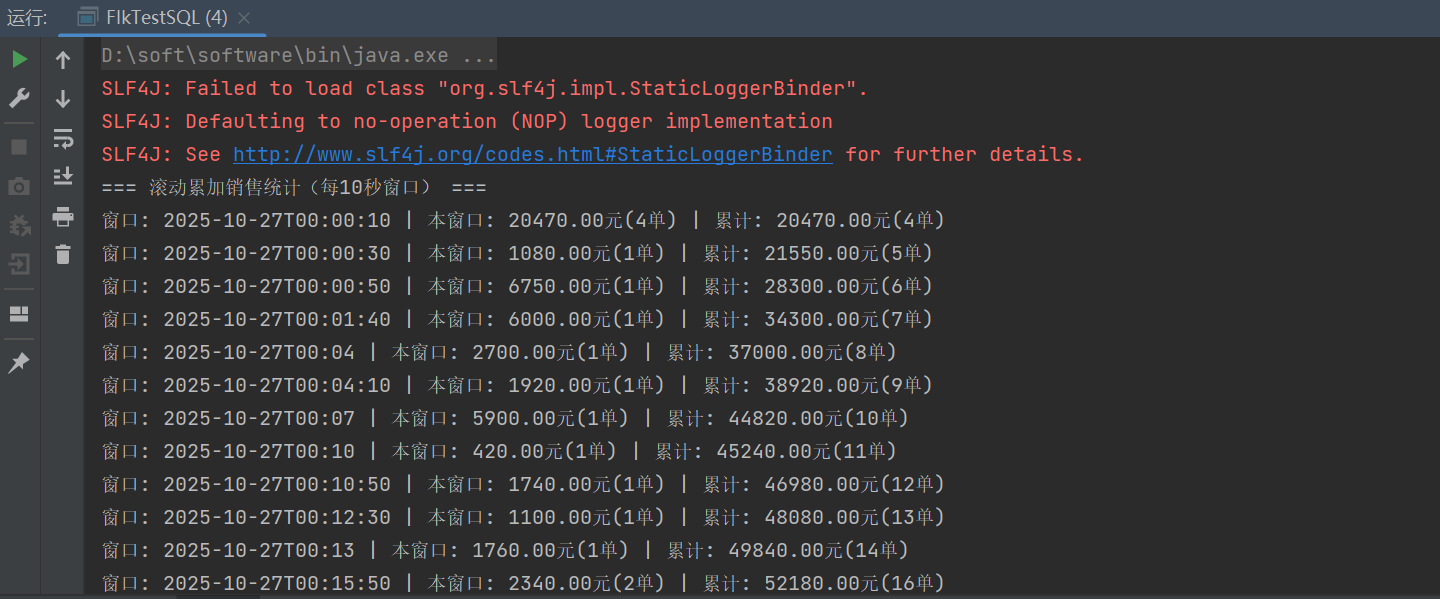 运行: FlkTestSQL (4)
D:\soft\software\bin\java.exe ...
SLF4J: Failed to load class "org.slf4j.impl.StaticLoggerBinder".
SLF4J: Defaulting to no-operation (NOP) logger implementation
SLF4J: See http://www.slf4j.org/codes.html#StaticLoggerBinder for further details.
=== 滚动累加销售统计（每10秒窗口） ===
窗口: 2025-10-27T00:00:10 | 本窗口: 20470.00元(4单) | 累计: 20470.00元(4单)
窗口: 2025-10-27T00:00:30 | 本窗口: 1080.00元(1单) | 累计: 21550.00元(5单)
窗口: 2025-10-27T00:00:50 | 本窗口: 6750.00元(1单) | 累计: 28300.00元(6单)
窗口: 2025-10-27T00:01:40 | 本窗口: 6000.00元(1单) | 累计: 34300.00元(7单)
窗口: 2025-10-27T00:04 | 本窗口: 2700.00元(1单) | 累计: 37000.00元(8单)
窗口: 2025-10-27T00:04:10 | 本窗口: 1920.00元(1单) | 累计: 38920.00元(9单)
窗口: 2025-10-27T00:07 | 本窗口: 5900.00元(1单) | 累计: 44820.00元(10单)
窗口: 2025-10-27T00:10 | 本窗口: 420.00元(1单) | 累计: 45240.00元(11单)
窗口: 2025-10-27T00:10:50 | 本窗口: 1740.00元(1单) | 累计: 46980.00元(12单)
窗口: 2025-10-27T00:12:30 | 本窗口: 1100.00元(1单) | 累计: 48080.00元(13单)
窗口: 2025-10-27T00:13 | 本窗口: 1760.00元(1单) | 累计: 49840.00元(14单)
窗口: 2025-10-27T00:15:50 | 本窗口: 2340.00元(2单) | 累计: 52180.00元(16单)